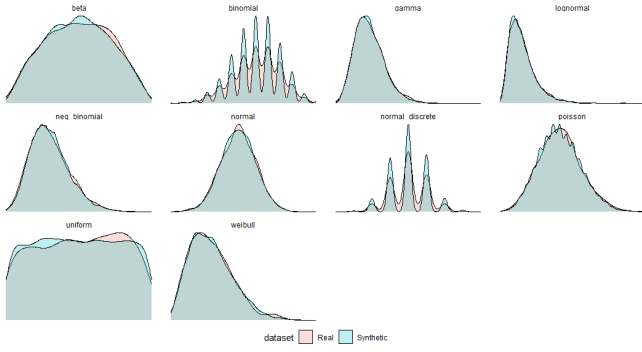 beta
binomial
gamma
lognormal
neg_binomial
normal
normal_discrete
poisson
uniform
weibull
dataset Real Synthetic